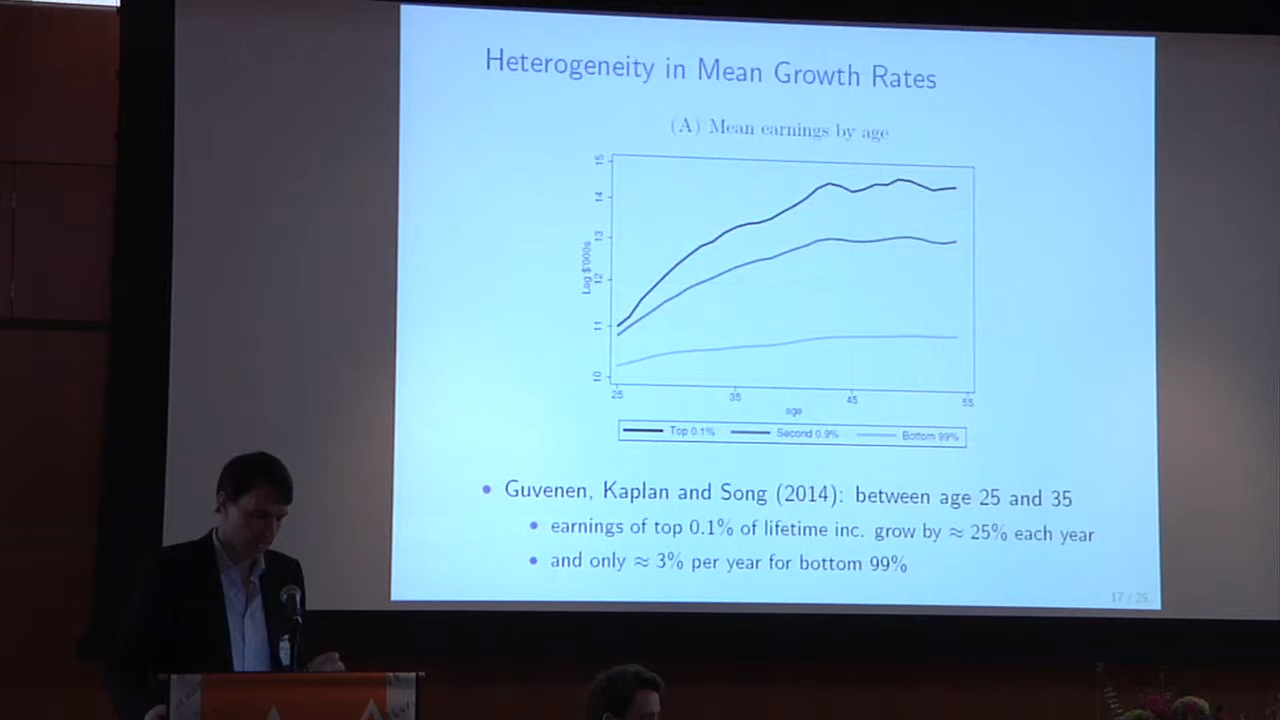 Heterogeneity in Mean Growth Rates
(A) Mean earnings by age
15
14
13
12
11
10
Log $'000s
25 35 45 55
age
Top 0.1% Second 0.9% Bottom 99%
• Guvenen, Kaplan and Song (2014): between age 25 and 35
• earnings of top 0.1% of lifetime inc. grow by ≈ 25% each year
• and only ≈ 3% per year for bottom 99%
17 / 25